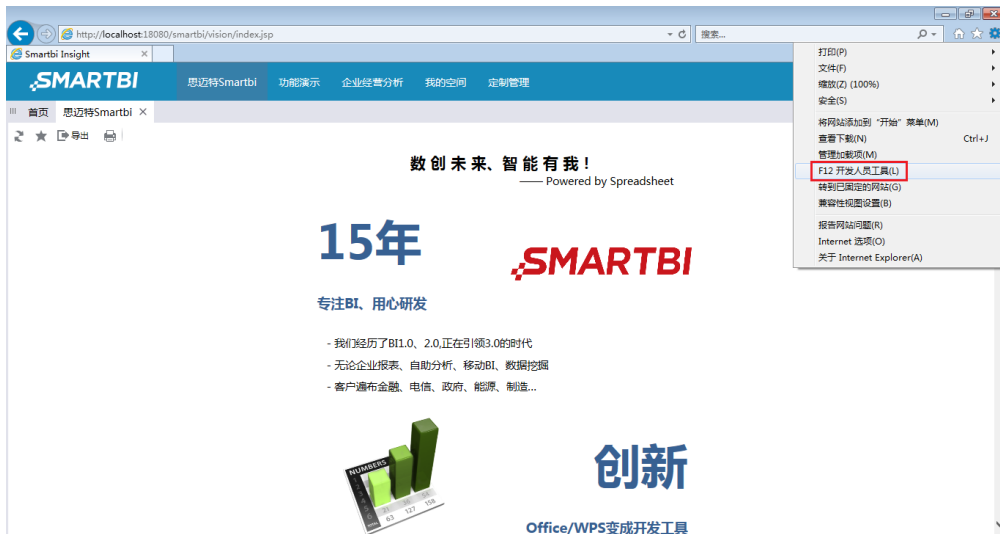 http://localhost:18080/smartbi/vision/index.jsp
搜索...
Smartbi Insight
SMARTBI
思迈特Smartbi
功能演示
企业经营分析
我的空间
定制管理
首页
思迈特Smartbi
导出
打印(P)
文件(F)
缩放(Z) (100%)
安全(S)
将网站添加到“开始”菜单(M)
查看下载(N) Ctrl+J
管理加载项(M)
F12 开发人员工具(L)
转到已固定的网站(G)
兼容性视图设置(B)
报告网站问题(R)
Internet 选项(O)
关于 Internet Explorer(A)
数 创 未 来、智 能 有 我！
—— Powered by Spreadsheet
15年
SMARTBI
专注BI、用心研发
- 我们经历了BI1.0、2.0,正在引领3.0的时代
- 无论企业报表、自助分析、移动BI、数据挖掘
- 客户遍布金融、电信、政府、能源、制造...
NUMBERS
63
127
158
创新
Office/WPS变成开发工具